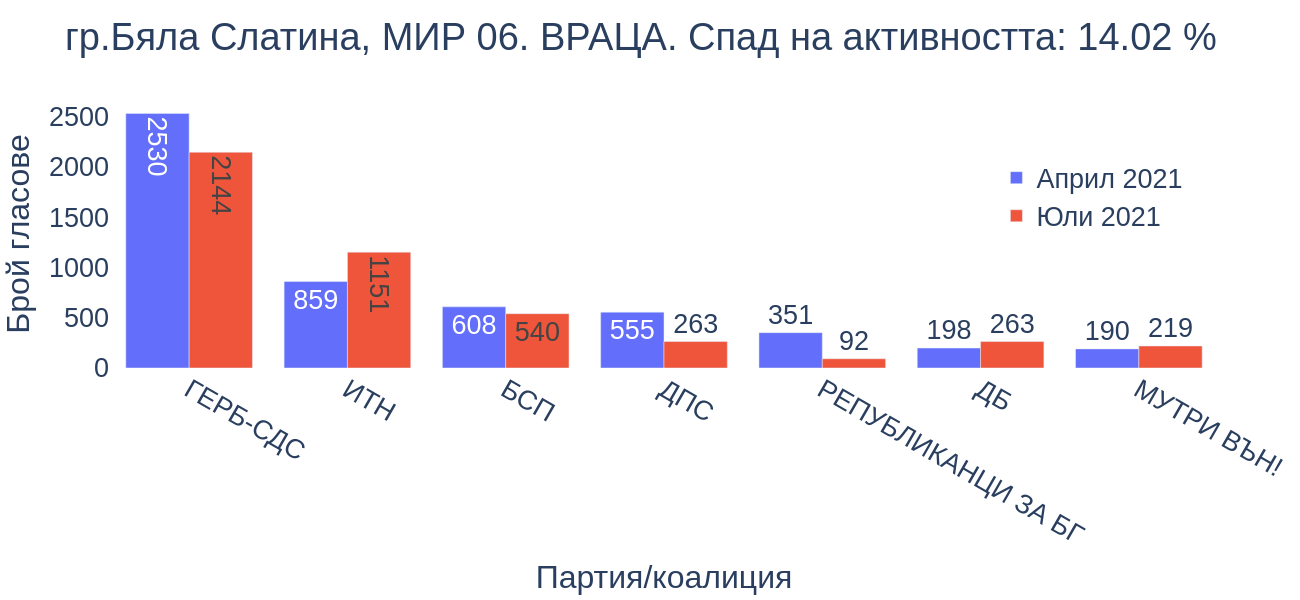 гр.Бяла Слатина, МИР 06. ВРАЦА. Спад на активността: 14.02 %
Брой гласове
2500
2000
1500
1000
500
0
2530
2144
859
1151
608
540
555
263
351
92
198
263
190
219
Април 2021
Юли 2021
ГЕРБ-СДС
ИТН
БСП
ДПС
РЕПУБЛИКАНЦИ ЗА БГ
ДБ
МУТРИ ВЪН!
Партия/коалиция